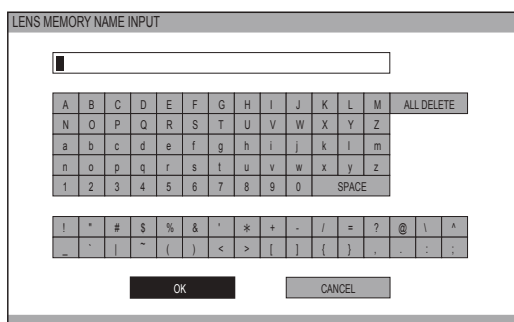 LENS MEMORY NAME INPUT
A B C D E F G H I J K L M ALL DELETE
N O P Q R S T U V W X Y Z
a b c d e f g h i j k l m
n o p q r s t u v w x y z
1 2 3 4 5 6 7 8 9 0 SPACE
! " # $ % & ' * + - / = ? @ \ ^
_ ` | ~ ( ) < > [ ] { } , . : ;
OK CANCEL